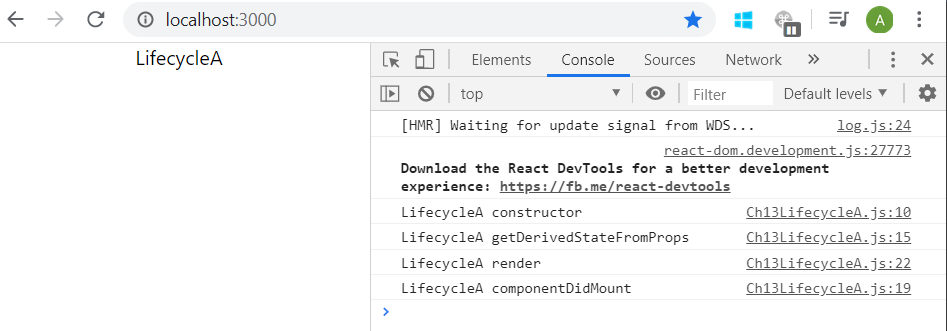 localhost:3000
A
LifecycleA
Elements
Console
Sources
Network
top
Filter
Default levels
[HMR] Waiting for update signal from WDS... log.js:24
react-dom.development.js:27773
Download the React DevTools for a better development
experience: https://fb.me/react-devtools
LifecycleA constructor Ch13LifecycleA.js:10
LifecycleA getDerivedStateFromProps Ch13LifecycleA.js:15
LifecycleA render Ch13LifecycleA.js:22
LifecycleA componentDidMount Ch13LifecycleA.js:19